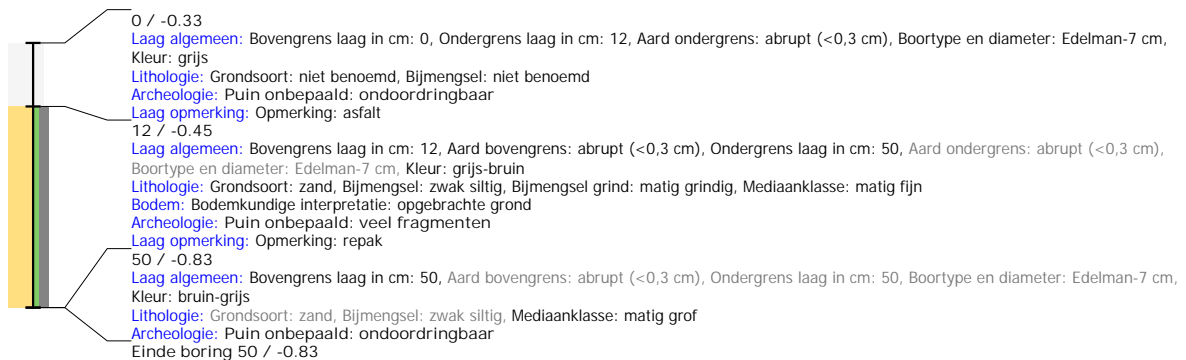 0 / -0.33
Laag algemeen: Bovengrens laag in cm: 0, Ondergrens laag in cm: 12, Aard ondergrens: abrupt (<0,3 cm), Boortype en diameter: Edelman-7 cm,
Kleur: grijs
Lithologie: Grondsoort: niet benoemd, Bijmengsel: niet benoemd
Archeologie: Puin onbepaald: ondoordringbaar
Laag opmerking: Opmerking: asfalt
12 / -0.45
Laag algemeen: Bovengrens laag in cm: 12, Aard bovengrens: abrupt (<0,3 cm), Ondergrens laag in cm: 50, Aard ondergrens: abrupt (<0,3 cm),
Boortype en diameter: Edelman-7 cm, Kleur: grijs-bruin
Lithologie: Grondsoort: zand, Bijmengsel: zwak siltig, Bijmengsel grind: matig grindig, Mediaanklasse: matig fijn
Bodem: Bodemkundige interpretatie: opgebrachte grond
Archeologie: Puin onbepaald: veel fragmenten
Laag opmerking: Opmerking: repak
50 / -0.83
Laag algemeen: Bovengrens laag in cm: 50, Aard bovengrens: abrupt (<0,3 cm), Ondergrens laag in cm: 50, Boortype en diameter: Edelman-7 cm,
Kleur: bruin-grijs
Lithologie: Grondsoort: zand, Bijmengsel: zwak siltig, Mediaanklasse: matig grof
Archeologie: Puin onbepaald: ondoordringbaar
Einde boring 50 / -0.83